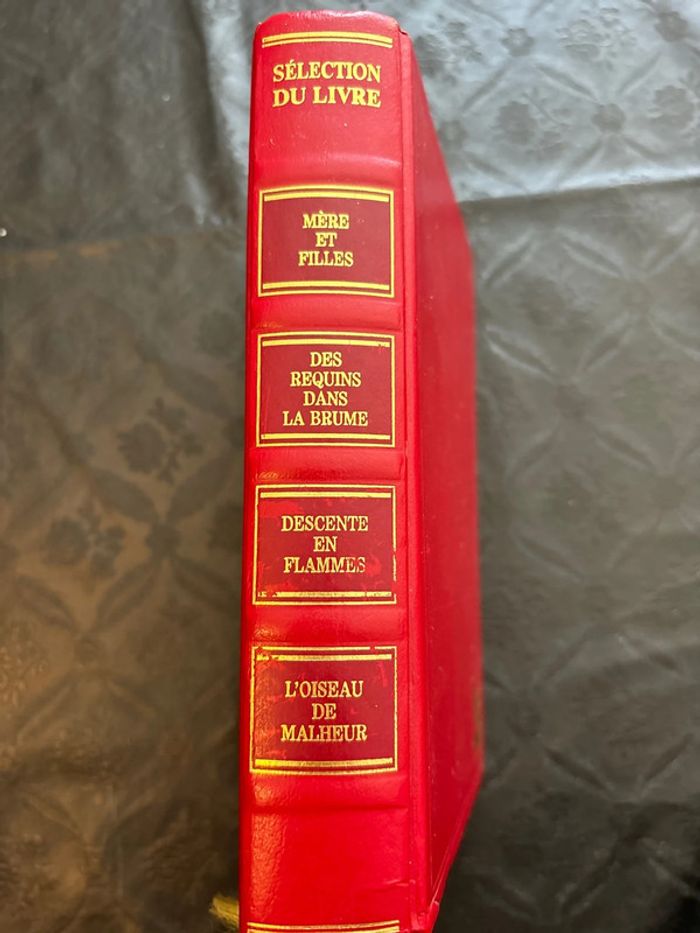 SÉLECTION
DU LIVRE
MÈRE
ET
FILLES
DES
REQUINS
DANS
LA BRUME
DESCENTE
EN
FLAMMES
L'OISEAU
DE
MALHEUR